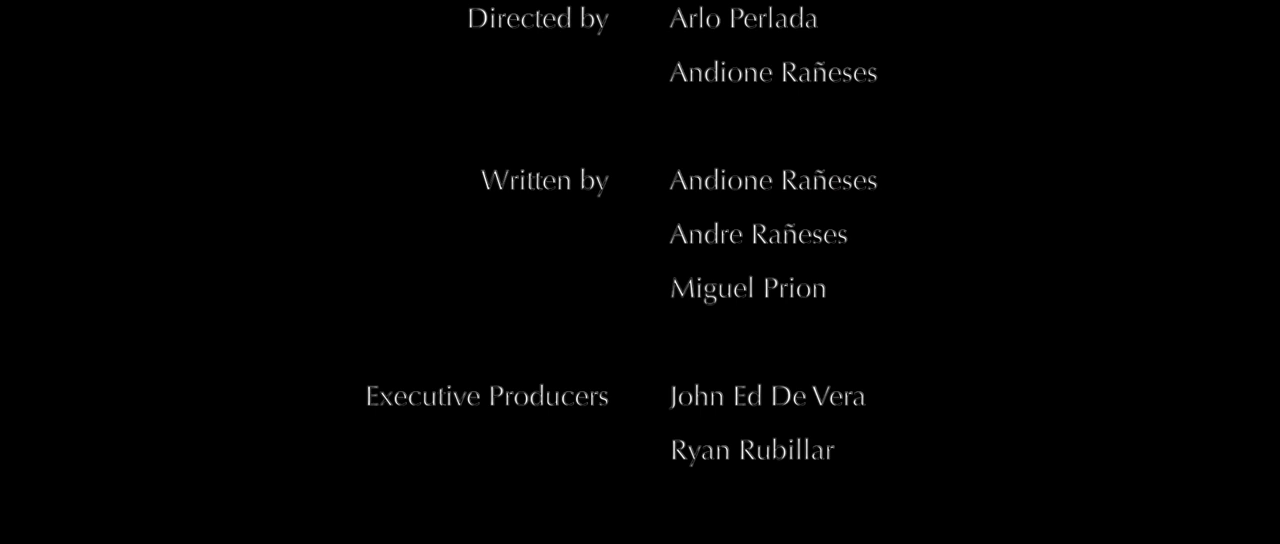 Directed by Arlo Perlada
Andione Rañeses
Written by Andione Rañeses
Andre Rañeses
Miguel Prion
Executive Producers John Ed De Vera
Ryan Rubillar